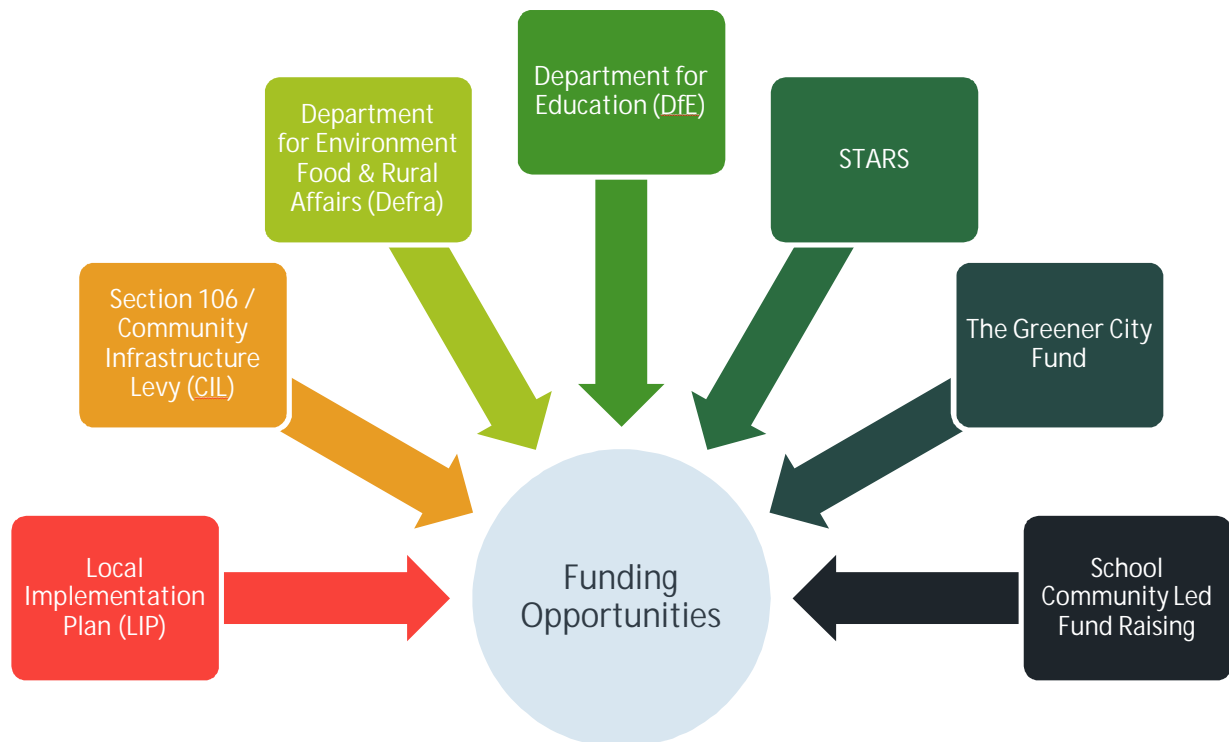 Department for
Education (DfE)
Department
for Environment
Food & Rural
Affairs (Defra)
STARS
Section 106 /
Community
Infrastructure
Levy (CIL)
The Greener City
Fund
Local
Implementation
Plan (LIP)
Funding
Opportunities
School
Community Led
Fund Raising